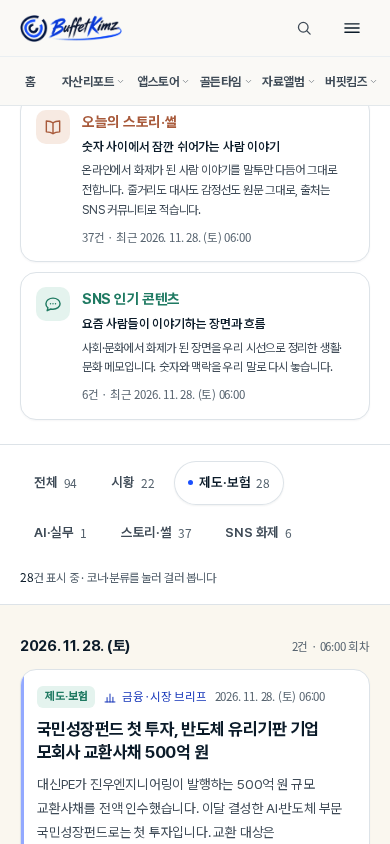 BuffetKimz
홈 자산리포트 앱스토어 골든타임 자료앨범 버핏킴즈
오늘의 스토리·썰
숫자 사이에서 잠깐 쉬어가는 사람 이야기
온라인에서 화제가 된 사람 이야기를 말투만 다듬어 그대로
전합니다. 줄거리도 대사도 감정선도 원문 그대로, 출처는
SNS 커뮤니티로 적습니다.
37건 · 최근 2026. 11. 28. (토) 06:00
SNS 인기 콘텐츠
요즘 사람들이 이야기하는 장면과 흐름
사회·문화에서 화제가 된 장면을 우리 시선으로 정리한 생활·
문화 메모입니다. 숫자와 맥락을 우리 말로 다시 놓습니다.
6건 · 최근 2026. 11. 28. (토) 06:00
전체 94 시황 22 제도·보험 28
AI·실무 1 스토리·썰 37 SNS 화제 6
28건 표시 중 · 코너·분류를 눌러 걸러 봅니다
2026. 11. 28. (토) 2건 · 06:00 회차
제도·보험 금융·시장 브리프 2026. 11. 28. (토) 06:00
국민성장펀드 첫 투자, 반도체 유리기판 기업
모회사 교환사채 500억 원
대신PE가 진우엔지니어링이 발행하는 500억 원 규모
교환사채를 전액 인수했습니다. 이달 결성한 AI·반도체 부문
국민성장펀드로는 첫 투자입니다. 교환 대상은